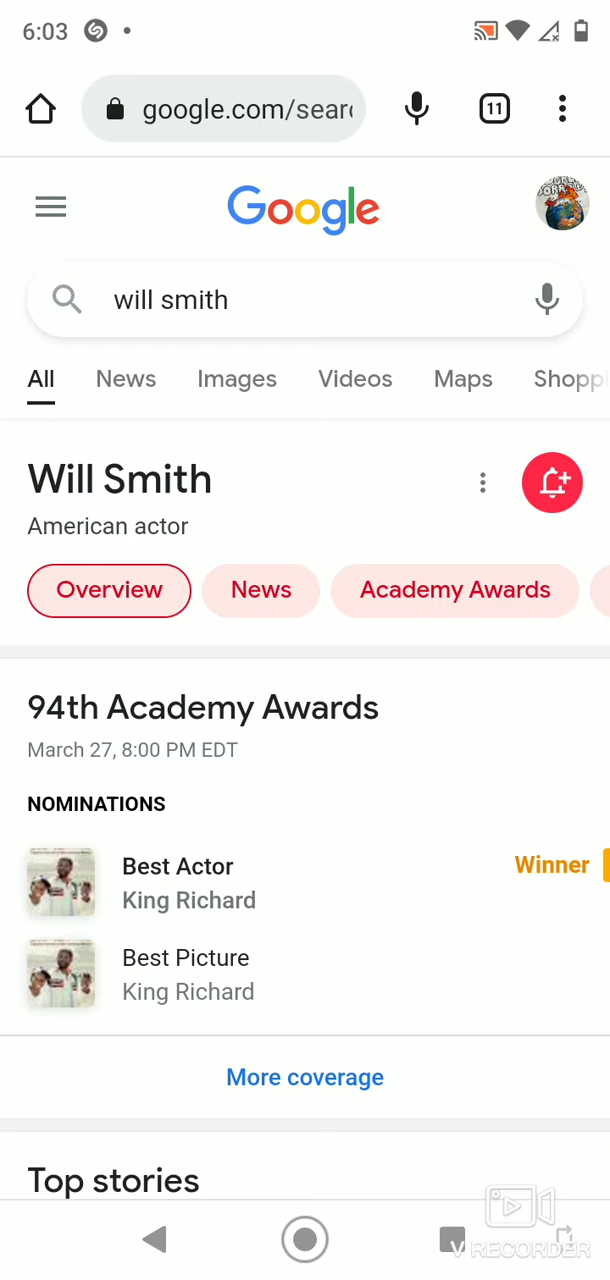 6:03
google.com/sear
11
Google
will smith
All News Images Videos Maps Shoppi
Will Smith
American actor
Overview News Academy Awards
94th Academy Awards
March 27, 8:00 PM EDT
NOMINATIONS
Best Actor Winner
King Richard
Best Picture
King Richard
More coverage
Top stories
V RECORDER